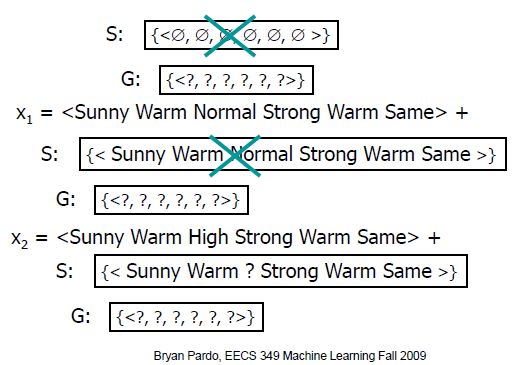 S: {<∅, ∅, ∅, ∅, ∅, ∅ >}
G: {<?, ?, ?, ?, ?, ?>}
x₁ = <Sunny Warm Normal Strong Warm Same> +
S: {< Sunny Warm Normal Strong Warm Same >}
G: {<?, ?, ?, ?, ?, ?>}
x₂ = <Sunny Warm High Strong Warm Same> +
S: {< Sunny Warm ? Strong Warm Same >}
G: {<?, ?, ?, ?, ?, ?>}
Bryan Pardo, EECS 349 Machine Learning Fall 2009